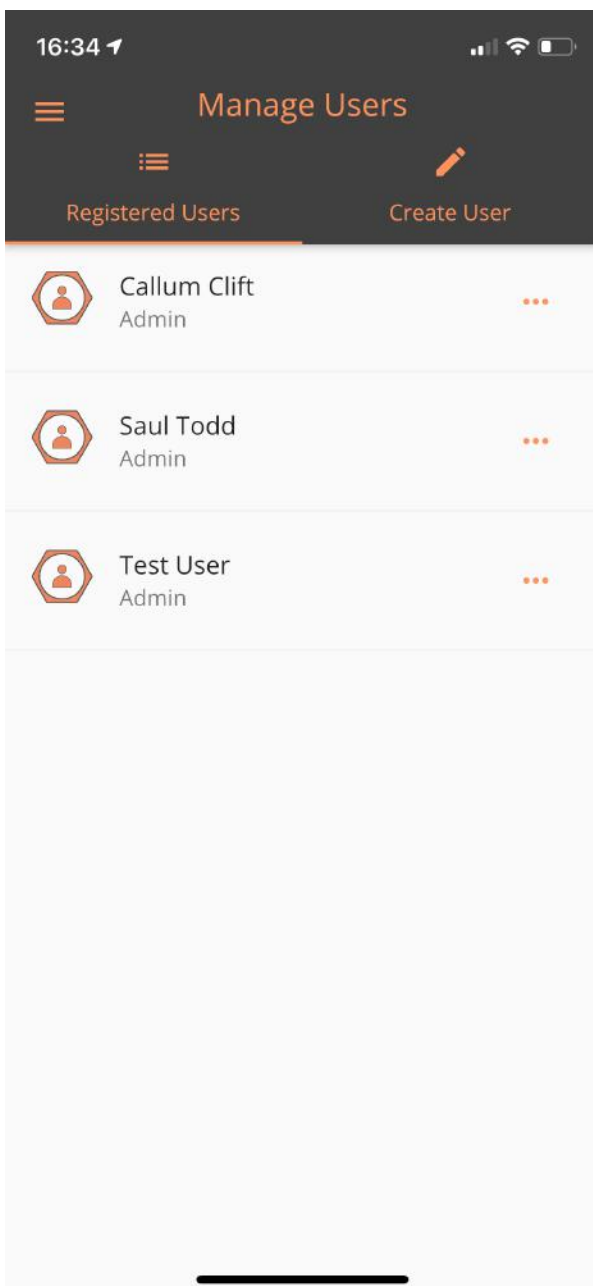 16:34
Manage Users
Registered Users
Create User
Callum Clift
Admin
Saul Todd
Admin
Test User
Admin